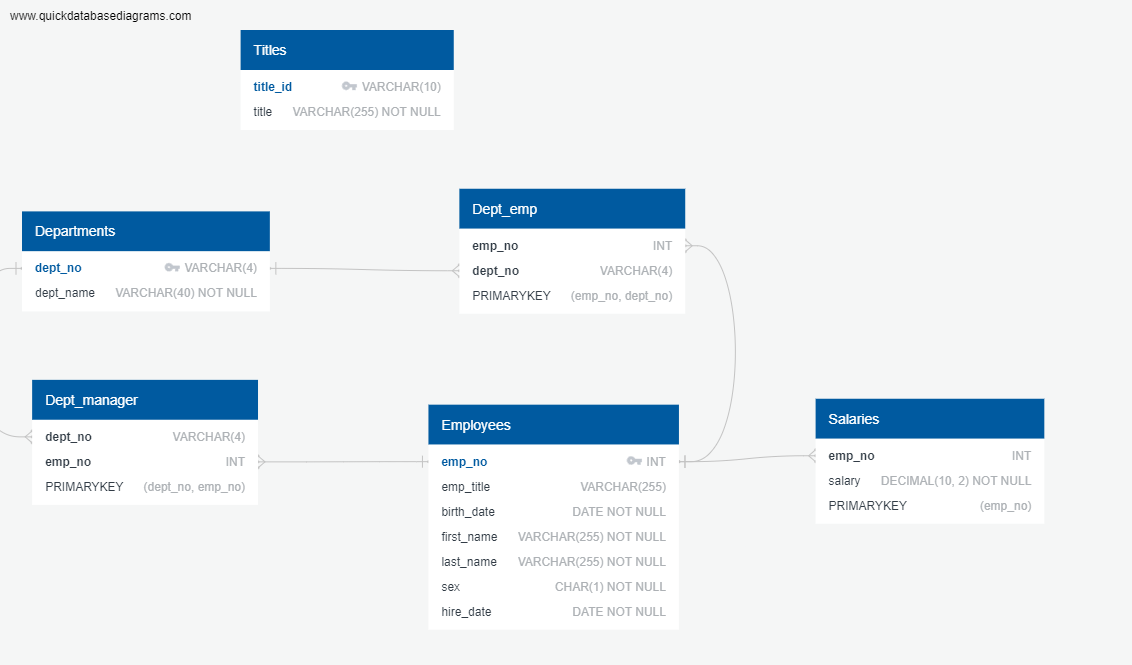 www.quickdatabasediagrams.com
Titles
title_id VARCHAR(10)
title VARCHAR(255) NOT NULL
Departments
dept_no VARCHAR(4)
dept_name VARCHAR(40) NOT NULL
Dept_emp
emp_no INT
dept_no VARCHAR(4)
PRIMARYKEY (emp_no, dept_no)
Dept_manager
dept_no VARCHAR(4)
emp_no INT
PRIMARYKEY (dept_no, emp_no)
Employees
emp_no INT
emp_title VARCHAR(255)
birth_date DATE NOT NULL
first_name VARCHAR(255) NOT NULL
last_name VARCHAR(255) NOT NULL
sex CHAR(1) NOT NULL
hire_date DATE NOT NULL
Salaries
emp_no INT
salary DECIMAL(10, 2) NOT NULL
PRIMARYKEY (emp_no)